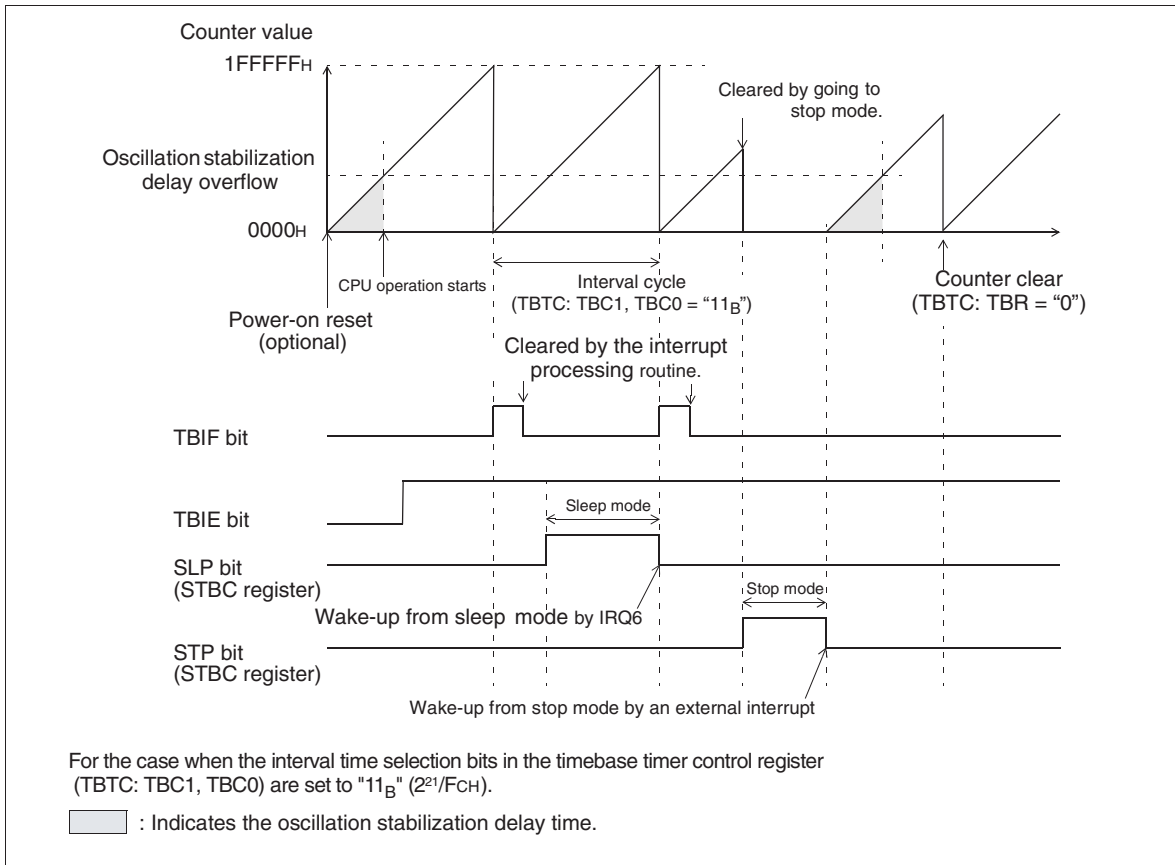 Counter value
1FFFFFH
Cleared by going to
stop mode.
Oscillation stabilization
delay overflow
0000H
CPU operation starts
Interval cycle
(TBTC: TBC1, TBC0 = “11B”)
Counter clear
(TBTC: TBR = “0”)
Power-on reset
(optional)
Cleared by the interrupt
processing routine.
TBIF bit
TBIE bit
Sleep mode
SLP bit
(STBC register)
Wake-up from sleep mode by IRQ6
Stop mode
STP bit
(STBC register)
Wake-up from stop mode by an external interrupt
For the case when the interval time selection bits in the timebase timer control register
(TBTC: TBC1, TBC0) are set to "11B" (2²¹/FCH).
: Indicates the oscillation stabilization delay time.